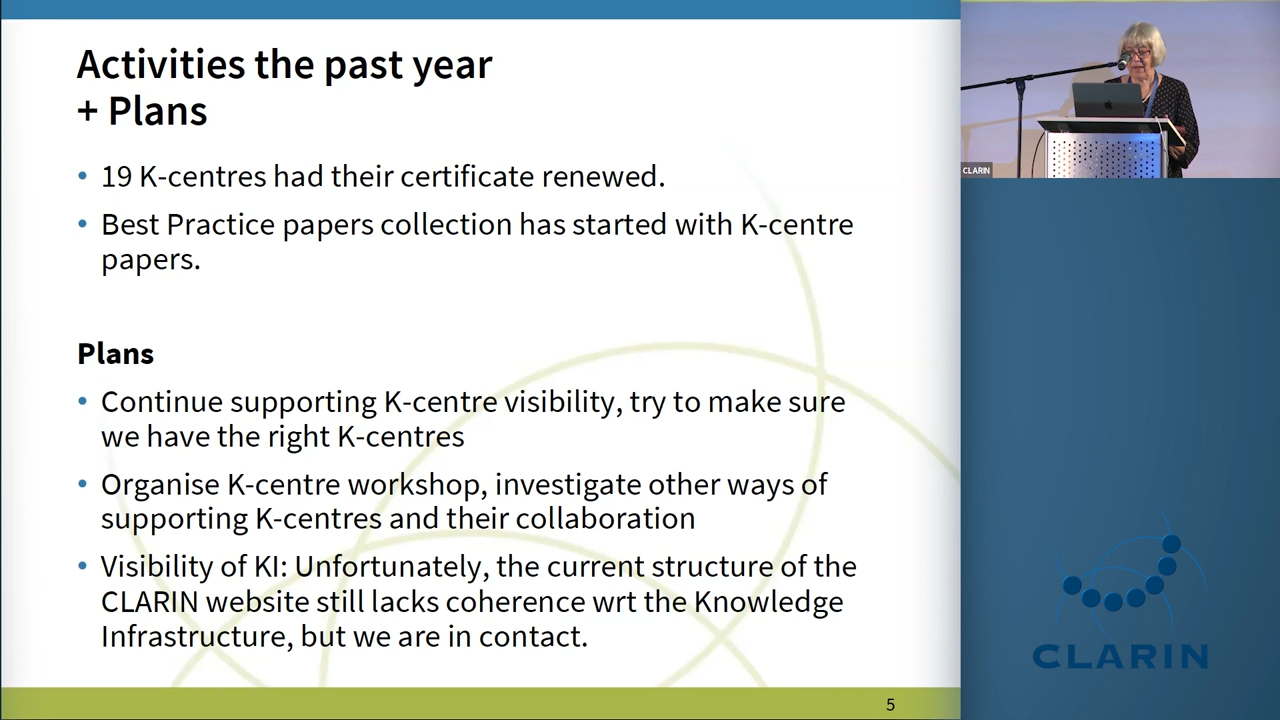 Activities the past year
+ Plans
• 19 K-centres had their certificate renewed.
• Best Practice papers collection has started with K-centre
papers.
Plans
• Continue supporting K-centre visibility, try to make sure
we have the right K-centres
• Organise K-centre workshop, investigate other ways of
supporting K-centres and their collaboration
• Visibility of KI: Unfortunately, the current structure of the
CLARIN website still lacks coherence wrt the Knowledge
Infrastructure, but we are in contact.
5
CLARIN
CLARIN